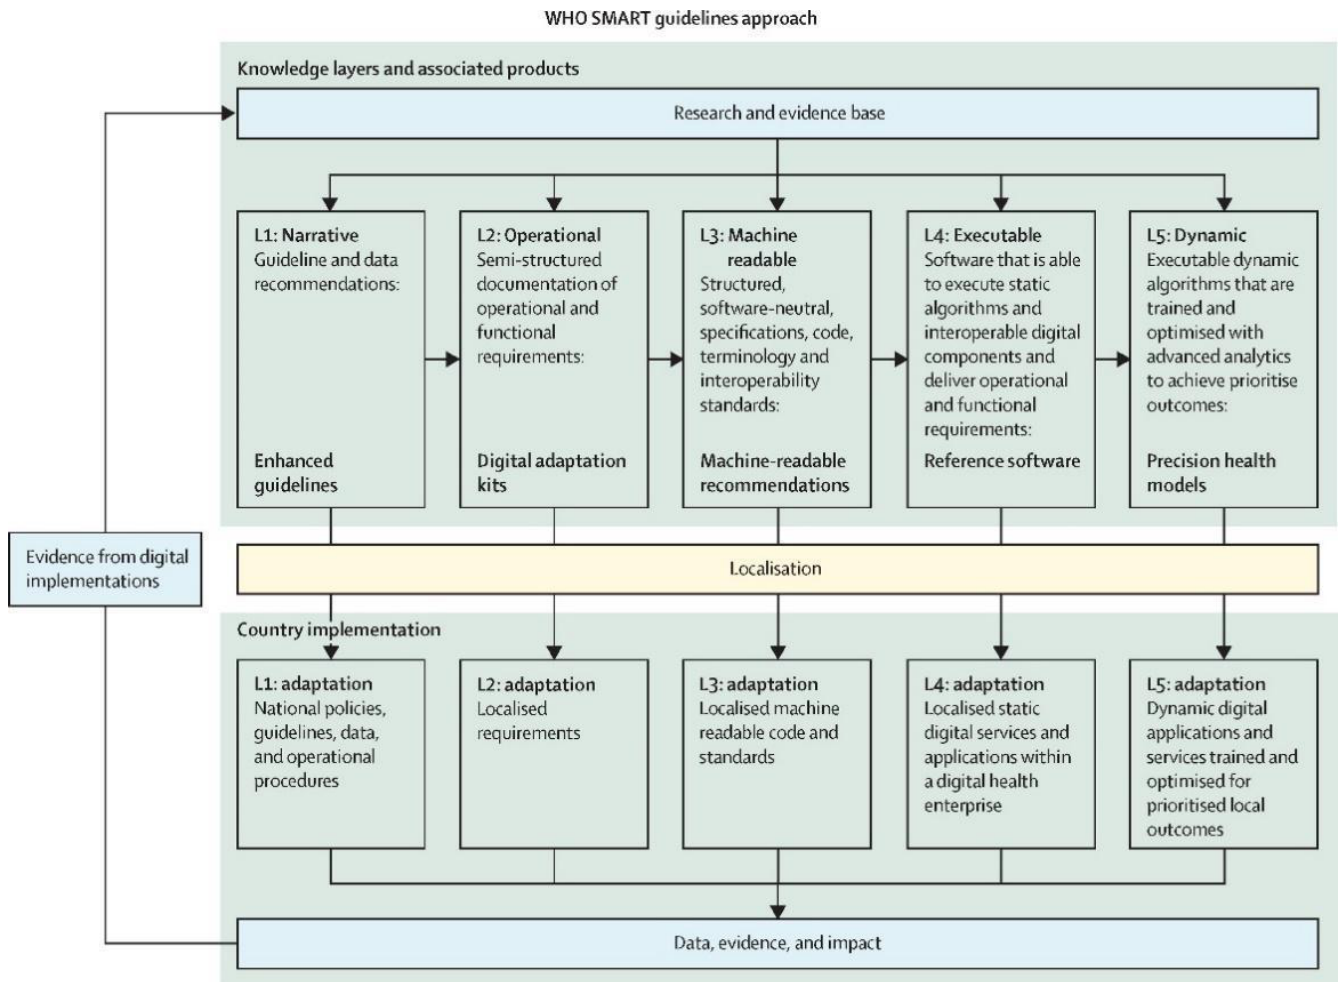 WHO SMART guidelines approach
Knowledge layers and associated products
Research and evidence base
L1: Narrative
Guideline and data
recommendations:
Enhanced
guidelines
L2: Operational
Semi-structured
documentation of
operational and
functional
requirements:
Digital adaptation
kits
L3: Machine
readable
Structured,
software-neutral,
specifications, code,
terminology and
interoperability
standards:
Machine-readable
recommendations
L4: Executable
Software that is able
to execute static
algorithms and
interoperable digital
components and
deliver operational
and functional
requirements:
Reference software
L5: Dynamic
Executable dynamic
algorithms that are
trained and
optimised with
advanced analytics
to achieve prioritise
outcomes:
Precision health
models
Evidence from digital
implementations
Localisation
Country implementation
L1: adaptation
National policies,
guidelines, data,
and operational
procedures
L2: adaptation
Localised
requirements
L3: adaptation
Localised machine
readable code and
standards
L4: adaptation
Localised static
digital services and
applications within
a digital health
enterprise
L5: adaptation
Dynamic digital
applications and
services trained and
optimised for
prioritised local
outcomes
Data, evidence, and impact